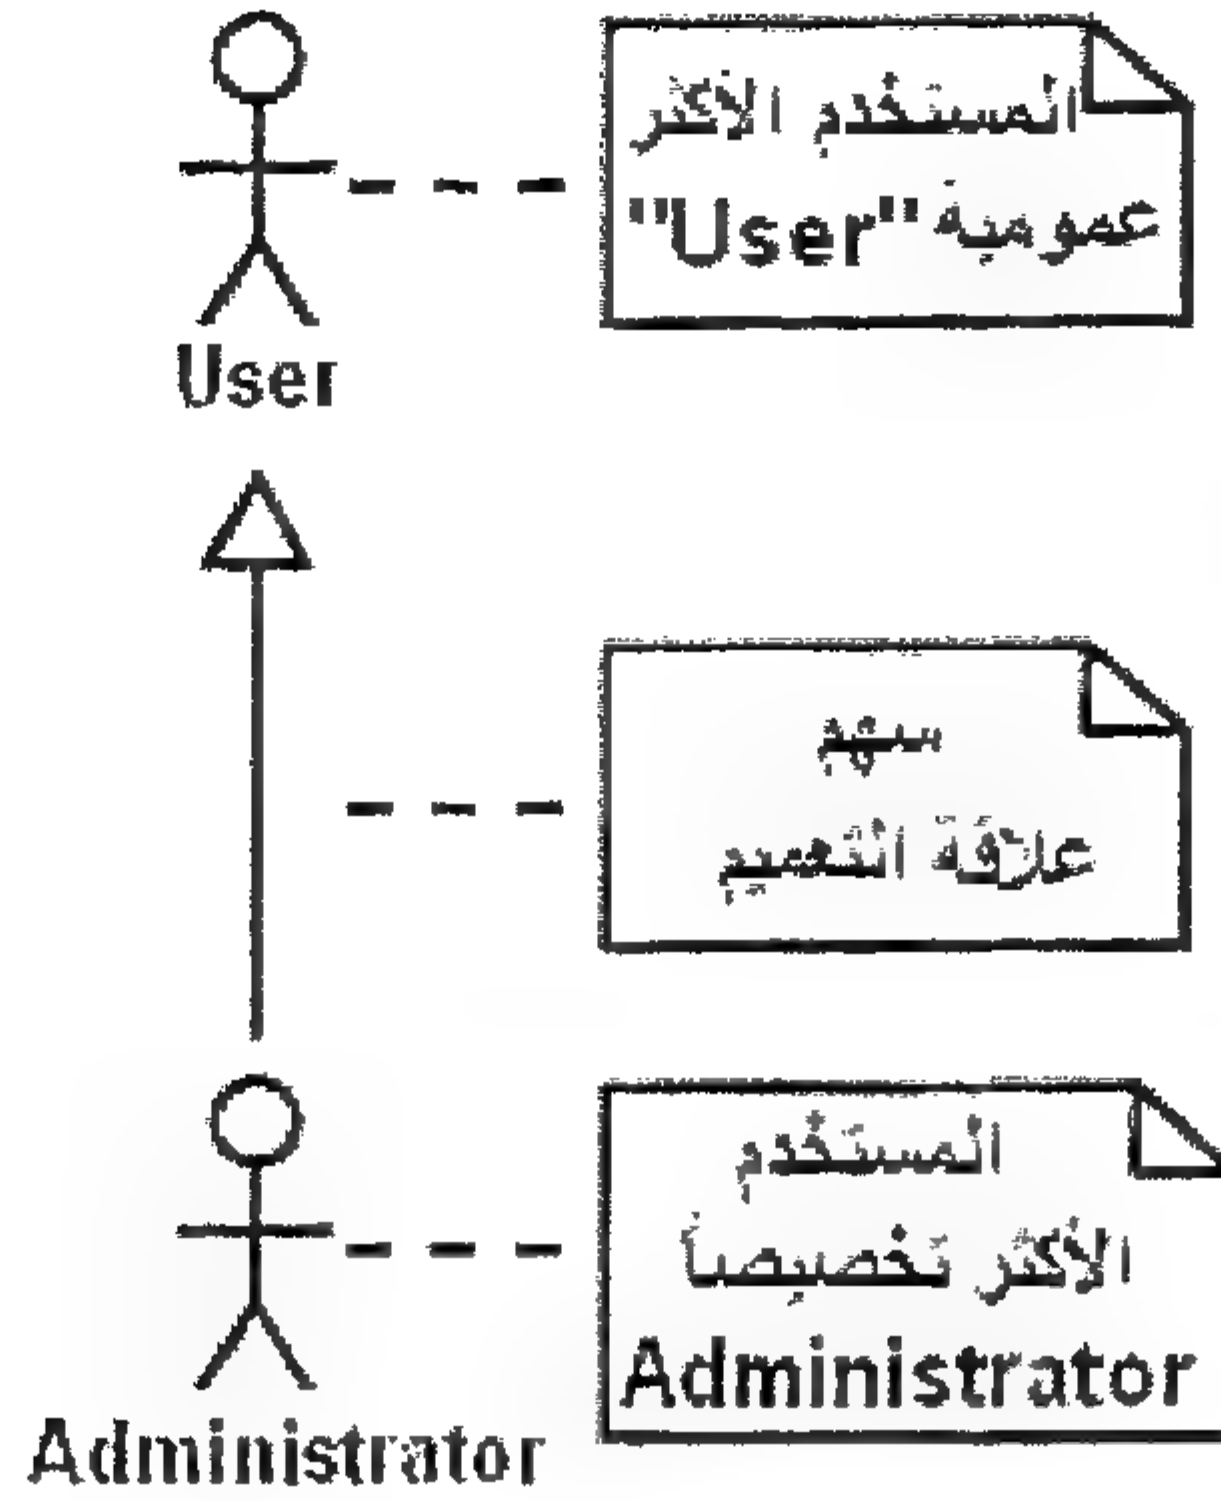 المستخدم الأكثر
عمومية "User"
User
سهم
علاقة التعميم
المستخدم
الأكثر تخصيصاً
Administrator
Administrator